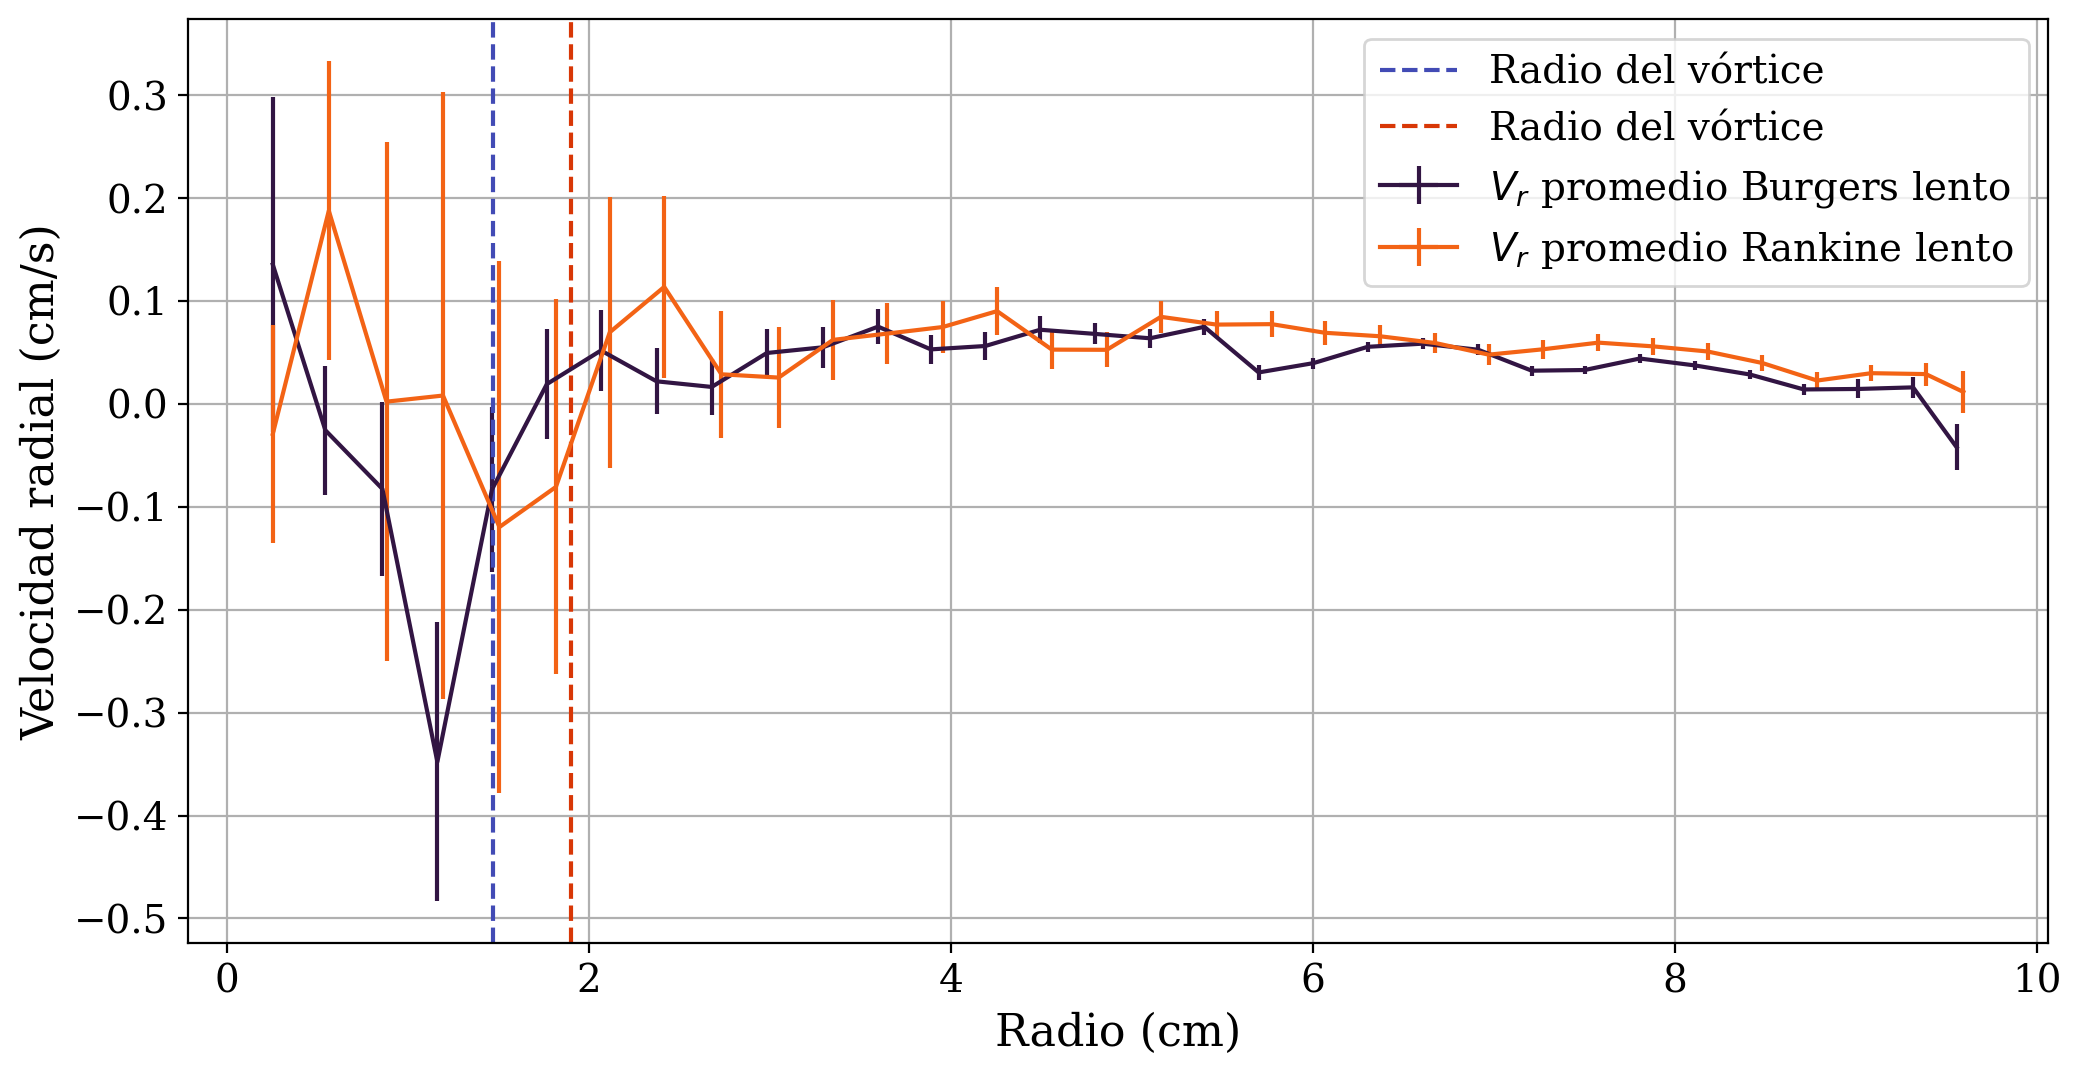 Radio del vórtice
Radio del vórtice
V_r promedio Burgers lento
V_r promedio Rankine lento
Velocidad radial (cm/s)
0.3
0.2
0.1
0.0
−0.1
−0.2
−0.3
−0.4
−0.5
0 2 4 6 8 10
Radio (cm)